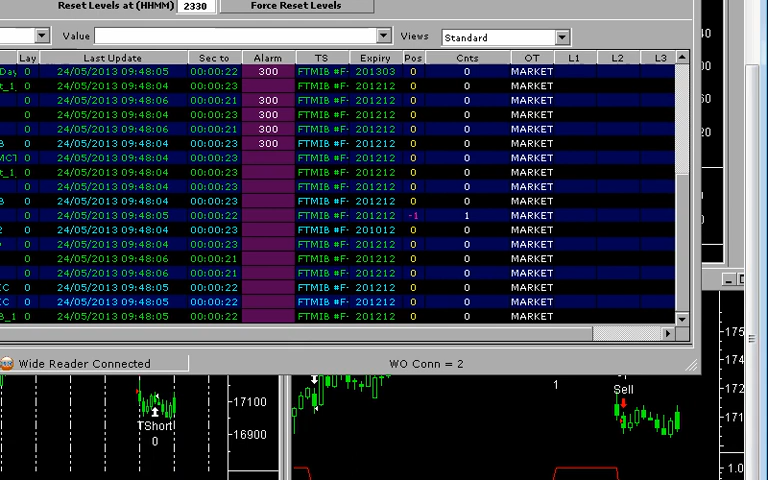 Reset Levels at (HHMM) 2330 Force Reset Levels
Value Views Standard
Lay Last Update Sec to Alarm TS Expiry Pos Cnts OT L1 L2 L3
Day 0 24/05/2013 09:48:05 00:00:22 300 FTMIB #F- 201303 0 0 MARKET
t_1_ 0 24/05/2013 09:48:04 00:00:23 FTMIB #F- 201212 0 0 MARKET
0 24/05/2013 09:48:06 00:00:21 300 FTMIB #F- 201212 0 0 MARKET
0 24/05/2013 09:48:04 00:00:23 300 FTMIB #F- 201212 0 0 MARKET
0 24/05/2013 09:48:06 00:00:21 300 FTMIB #F- 201212 0 0 MARKET
B 0 24/05/2013 09:48:04 00:00:23 300 FTMIB #F- 201212 0 0 MARKET
MCT 0 24/05/2013 09:48:04 00:00:23 FTMIB #F- 201212 0 0 MARKET
t_1_ 0 24/05/2013 09:48:04 00:00:23 FTMIB #F- 201212 0 0 MARKET
0 24/05/2013 09:48:04 00:00:23 FTMIB #F- 201212 0 0 MARKET
B 0 24/05/2013 09:48:04 00:00:23 FTMIB #F- 201212 0 0 MARKET
0 24/05/2013 09:48:05 00:00:22 FTMIB #F- 201212 -1 1 MARKET
2 0 24/05/2013 09:48:04 00:00:23 FTMIB #F- 201012 0 0 MARKET
0 24/05/2013 09:48:04 00:00:23 FTMIB #F- 201212 0 0 MARKET
0 24/05/2013 09:48:06 00:00:21 FTMIB #F- 201212 0 0 MARKET
0 24/05/2013 09:48:06 00:00:21 FTMIB #F- 201212 0 0 MARKET
C 0 24/05/2013 09:48:05 00:00:22 FTMIB #F- 201212 0 0 MARKET
C 0 24/05/2013 09:48:05 00:00:22 FTMIB #F- 201212 0 0 MARKET
B_1 0 24/05/2013 09:48:05 00:00:22 FTMIB #F- 201212 0 0 MARKET
Wide Reader Connected WO Conn = 2
40
00
60
20
175
174
172
171
1.0
17100
16900
TShort
0
1
Sell